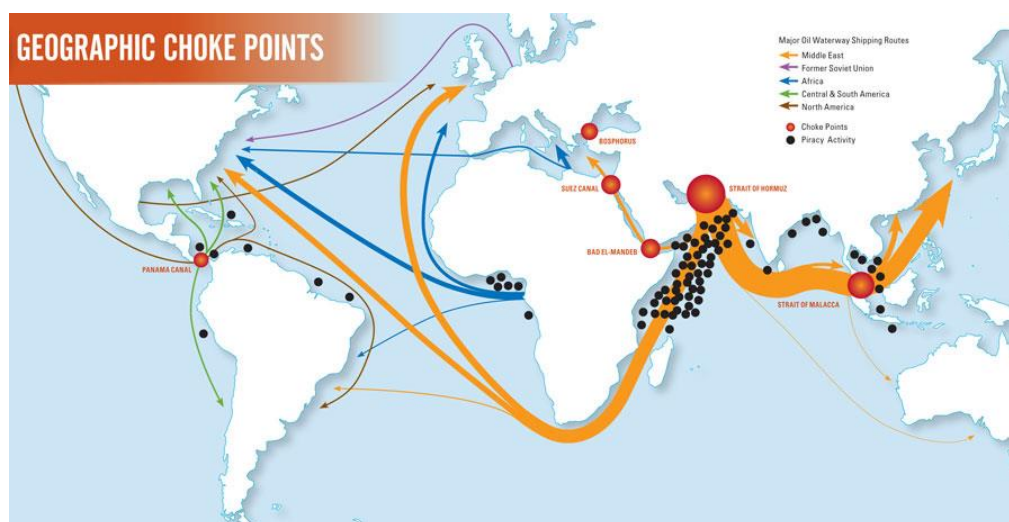 GEOGRAPHIC CHOKE POINTS
Major Oil Waterway Shipping Routes
Middle East
Former Soviet Union
Africa
Central & South America
North America
Choke Points
Piracy Activity
BOSPHORUS
SUEZ CANAL
STRAIT OF HORMUZ
BAD EL-MANDEB
PANAMA CANAL
STRAIT OF MALACCA